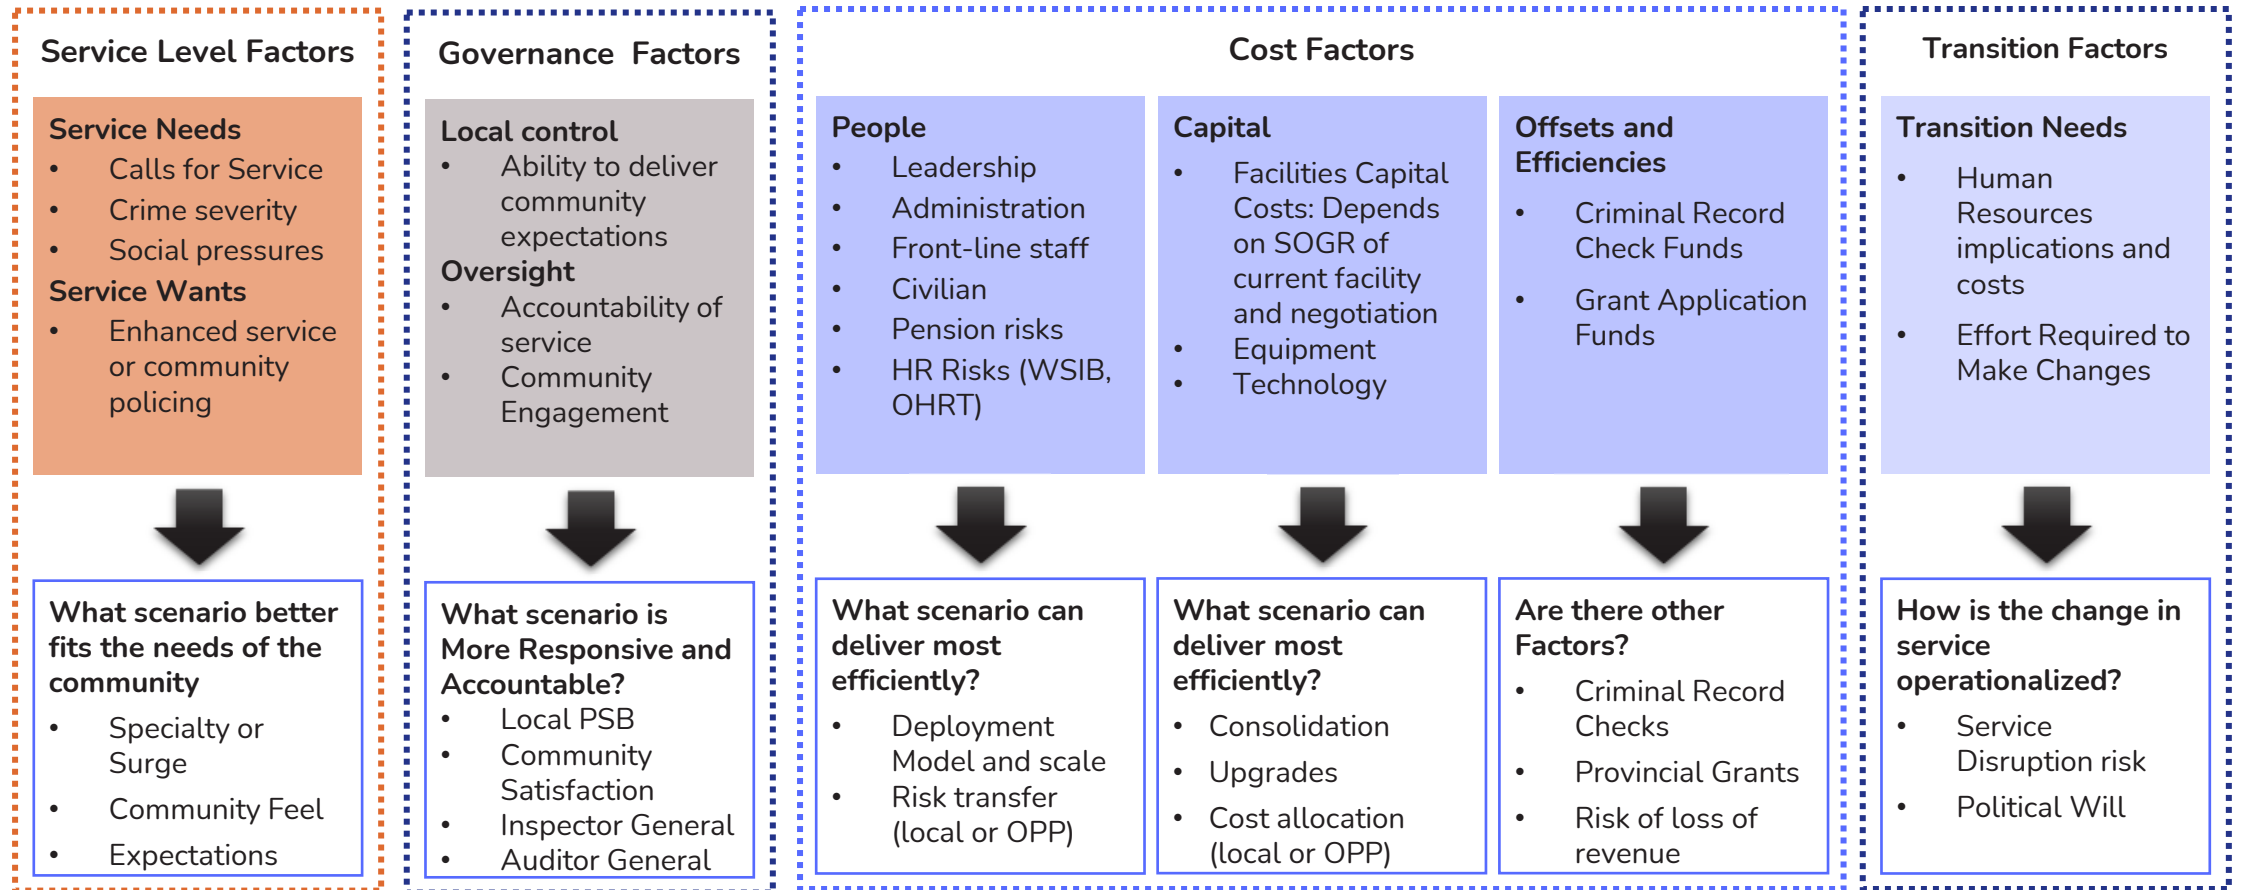 Service Level Factors
Service Needs
• Calls for Service
• Crime severity
• Social pressures
Service Wants
• Enhanced service
or community
policing
What scenario better
fits the needs of the
community
• Specialty or
Surge
• Community Feel
• Expectations
Governance Factors
Local control
• Ability to deliver
community
expectations
Oversight
• Accountability of
service
• Community
Engagement
What scenario is
More Responsive and
Accountable?
• Local PSB
• Community
Satisfaction
• Inspector General
• Auditor General
Cost Factors
People
• Leadership
• Administration
• Front-line staff
• Civilian
• Pension risks
• HR Risks (WSIB,
OHRT)
What scenario can
deliver most
efficiently?
• Deployment
Model and scale
• Risk transfer
(local or OPP)
Capital
• Facilities Capital
Costs: Depends
on SOGR of
current facility
and negotiation
• Equipment
• Technology
What scenario can
deliver most
efficiently?
• Consolidation
• Upgrades
• Cost allocation
(local or OPP)
Offsets and
Efficiencies
• Criminal Record
Check Funds
• Grant Application
Funds
Are there other
Factors?
• Criminal Record
Checks
• Provincial Grants
• Risk of loss of
revenue
Transition Factors
Transition Needs
• Human
Resources
implications and
costs
• Effort Required to
Make Changes
How is the change in
service
operationalized?
• Service
Disruption risk
• Political Will